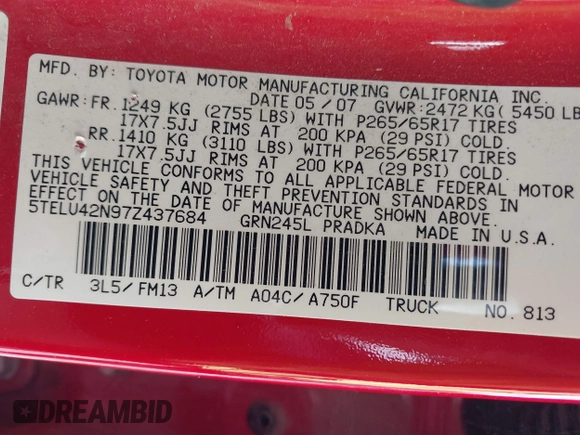 MFD. BY: TOYOTA MOTOR MANUFACTURING CALIFORNIA INC.
DATE 05 / 07 GVWR: 2472 KG( 5450 LB
GAWR: FR. 1249 KG (2755 LBS) WITH P265/65R17 TIRES
17X7.5JJ RIMS AT 200 KPA (29 PSI) COLD.
RR. 1410 KG (3110 LBS) WITH P265/65R17 TIRES
17X7.5JJ RIMS AT 200 KPA (29 PSI) COLD.
THIS VEHICLE CONFORMS TO ALL APPLICABLE FEDERAL MOTOR
VEHICLE SAFETY AND THEFT PREVENTION STANDARDS IN
EFFECT ON THE DATE OF MANUFACTURE SHOWN ABOVE.
5TELU42N97Z437684 GRN245L PRADKA MADE IN U.S.A.
C/TR 3L5/ FM13 A/TM A04C/ A750F TRUCK NO. 813
DREAMBID